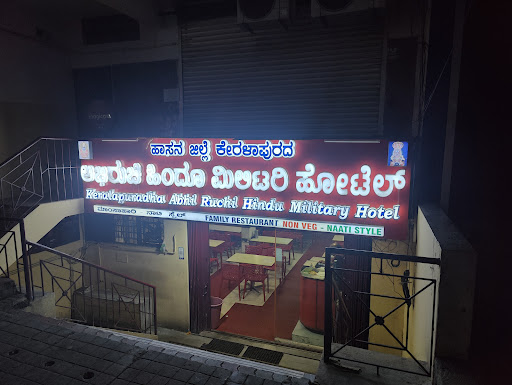 ಹಾಸನ ಜಿಲ್ಲೆ ಕೇರಳಾಪುರದ
ಅಭಿರುಚಿ ಹಿಂದೂ ಮಿಲಿಟರಿ ಹೋಟೆಲ್
Keralapuradha Abhi Ruchi Hindu Military Hotel
ಮಾಂಸಾಹಾರಿ - ನಾಟಿ ಸ್ಟೈಲ್
FAMILY RESTAURANT NON VEG - NAATI STYLE